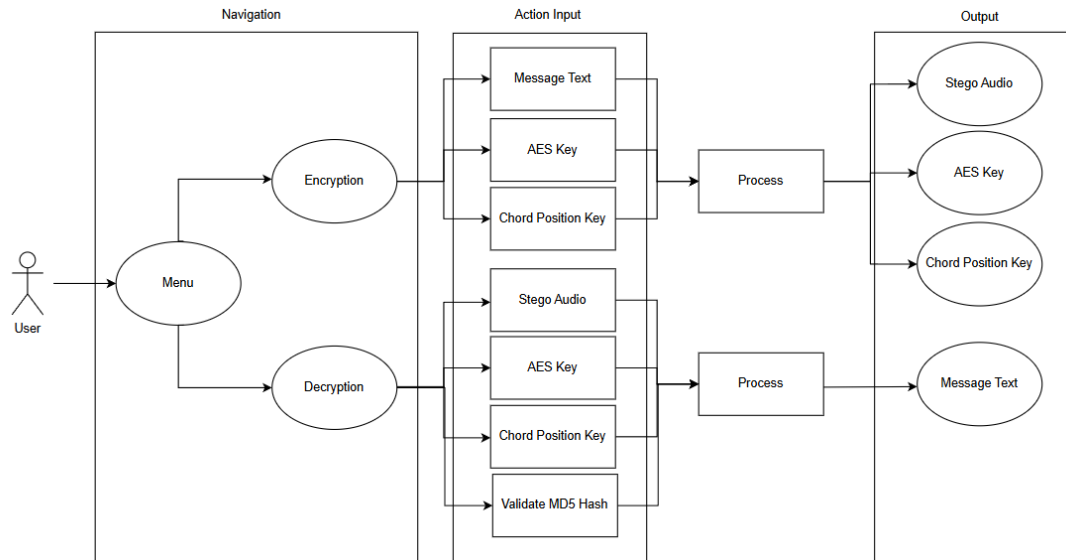 Navigation
Action Input
Output
Message Text
Stego Audio
AES Key
Encryption
Process
AES Key
Chord Position Key
Chord Position Key
Menu
User
Stego Audio
AES Key
Decryption
Process
Message Text
Chord Position Key
Validate MD5 Hash